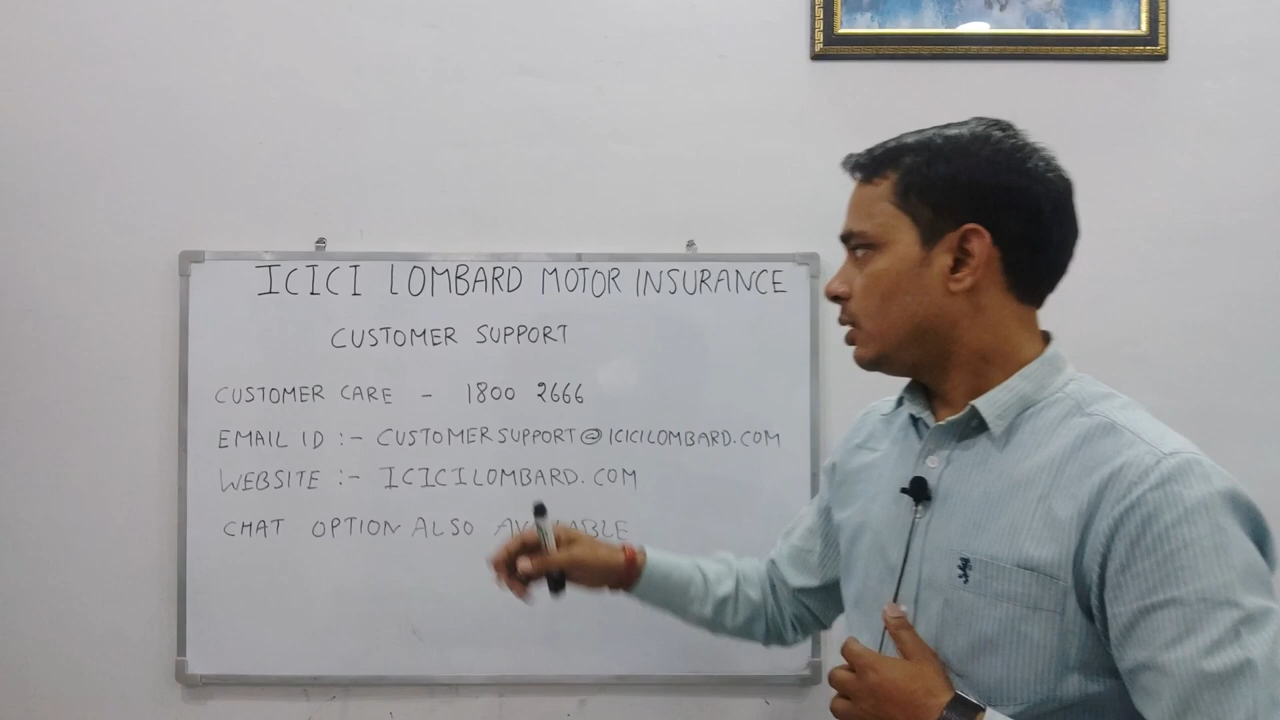 ICICI LOMBARD MOTOR INSURANCE
CUSTOMER SUPPORT
CUSTOMER CARE - 1800 2666
EMAIL ID :- CUSTOMERSUPPORT@ICICILOMBARD.COM
WEBSITE :- ICICILOMBARD.COM
CHAT OPTION ALSO AVAILABLE